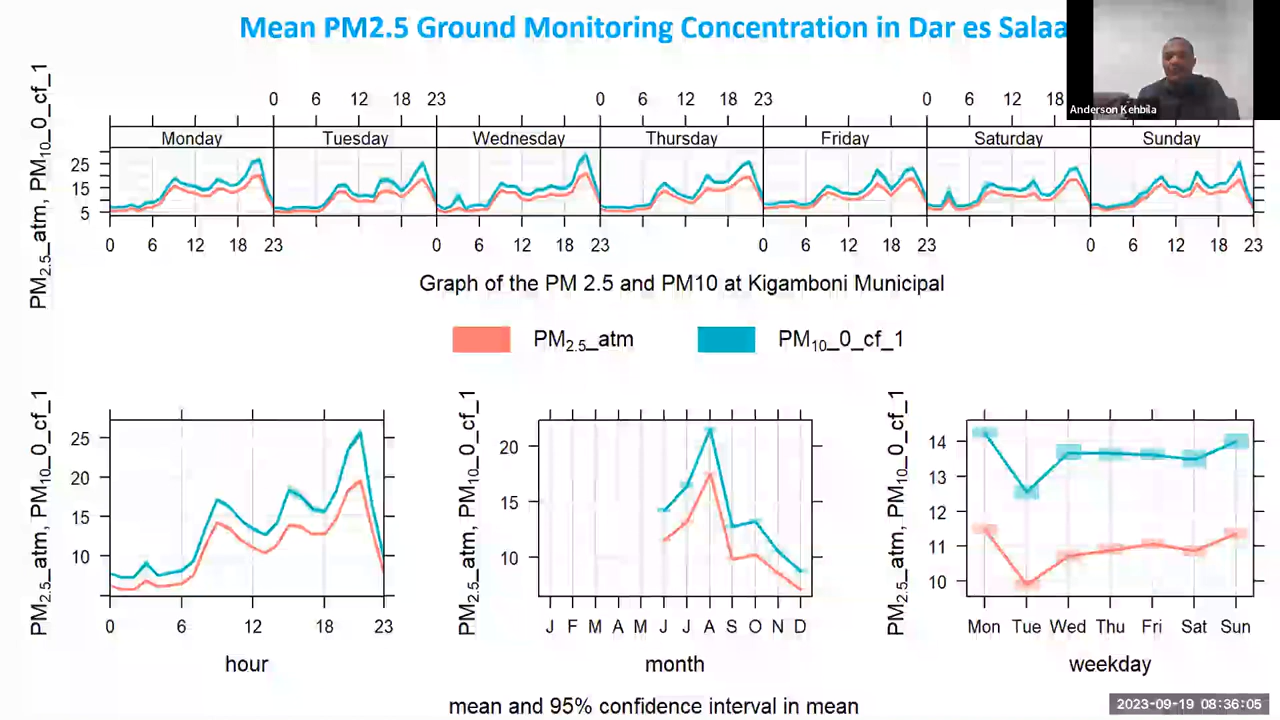 Mean PM2.5 Ground Monitoring Concentration in Dar es Salaa
Anderson Kehbila
0 6 12 18 23 0 6 12 18 23 0 6 12 18
Monday Tuesday Wednesday Thursday Friday Saturday Sunday
PM2.5_atm, PM10_0_cf_1
25
15
5
0 6 12 18 23 0 6 12 18 23 0 6 12 18 23 0 6 12 18 23
Graph of the PM 2.5 and PM10 at Kigamboni Municipal
PM2.5_atm PM10_0_cf_1
PM2.5_atm, PM10_0_cf_1
25
20
15
10
0 6 12 18 23
hour
PM2.5_atm, PM10_0_cf_1
20
15
10
J F M A M J J A S O N D
month
PM2.5_atm, PM10_0_cf_1
14
13
12
11
10
Mon Tue Wed Thu Fri Sat Sun
weekday
mean and 95% confidence interval in mean
2023-09-19 08:36:05